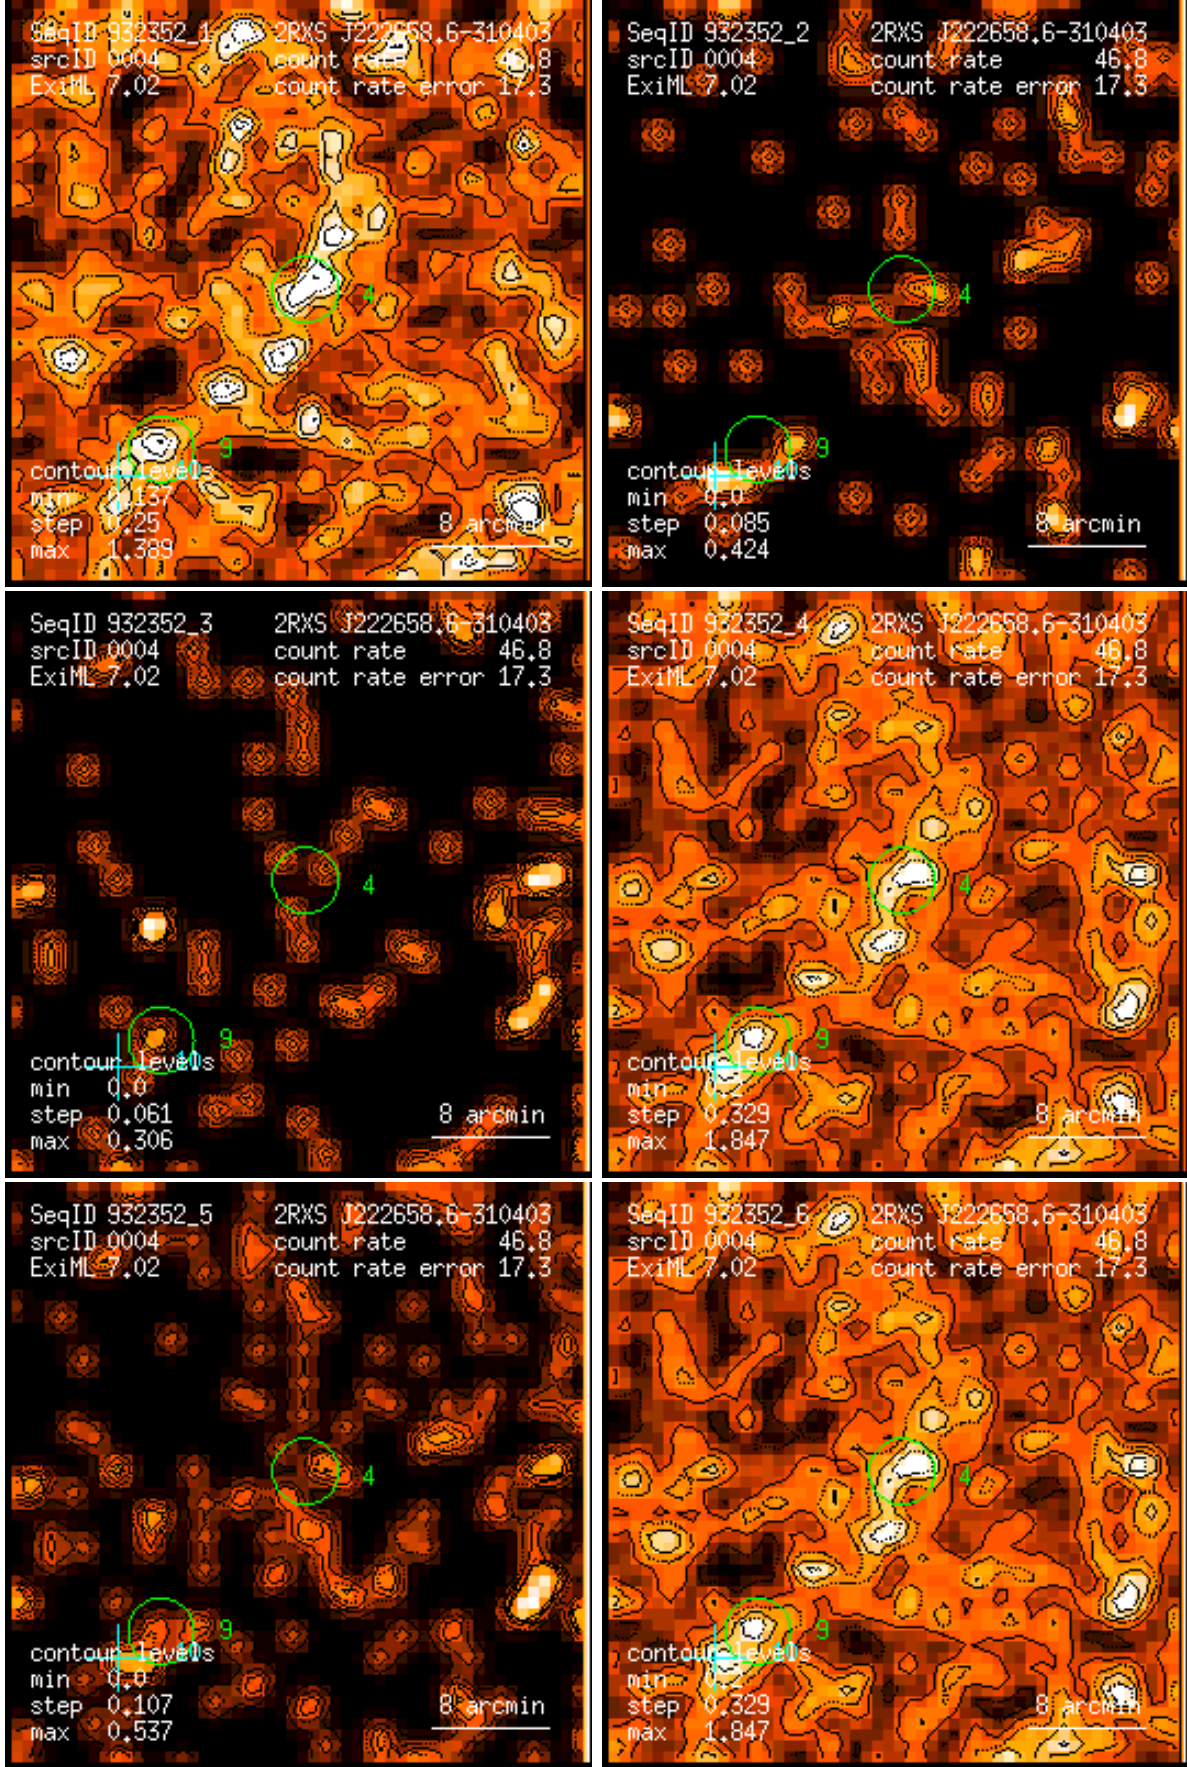 SeqID 932352_1 2RXS J222658.6-310403
srcID 0004 count rate 46.8
ExiML 7.02 count rate error 17.3
4
9
contour levels
min 0.137
step 0.25
max 1.389
8 arcmin
SeqID 932352_2 2RXS J222658.6-310403
srcID 0004 count rate 46.8
ExiML 7.02 count rate error 17.3
4
9
contour levels
min 0.0
step 0.085
max 0.424
8 arcmin
SeqID 932352_3 2RXS J222658.6-310403
srcID 0004 count rate 46.8
ExiML 7.02 count rate error 17.3
4
9
contour levels
min 0.0
step 0.061
max 0.306
8 arcmin
SeqID 932352_4 2RXS J222658.6-310403
srcID 0004 count rate 46.8
ExiML 7.02 count rate error 17.3
4
9
contour levels
min 0.2
step 0.329
max 1.847
8 arcmin
SeqID 932352_5 2RXS J222658.6-310403
srcID 0004 count rate 46.8
ExiML 7.02 count rate error 17.3
4
9
contour levels
min 0.0
step 0.107
max 0.537
8 arcmin
SeqID 932352_6 2RXS J222658.6-310403
srcID 0004 count rate 46.8
ExiML 7.02 count rate error 17.3
4
9
contour levels
min 0.2
step 0.329
max 1.847
8 arcmin